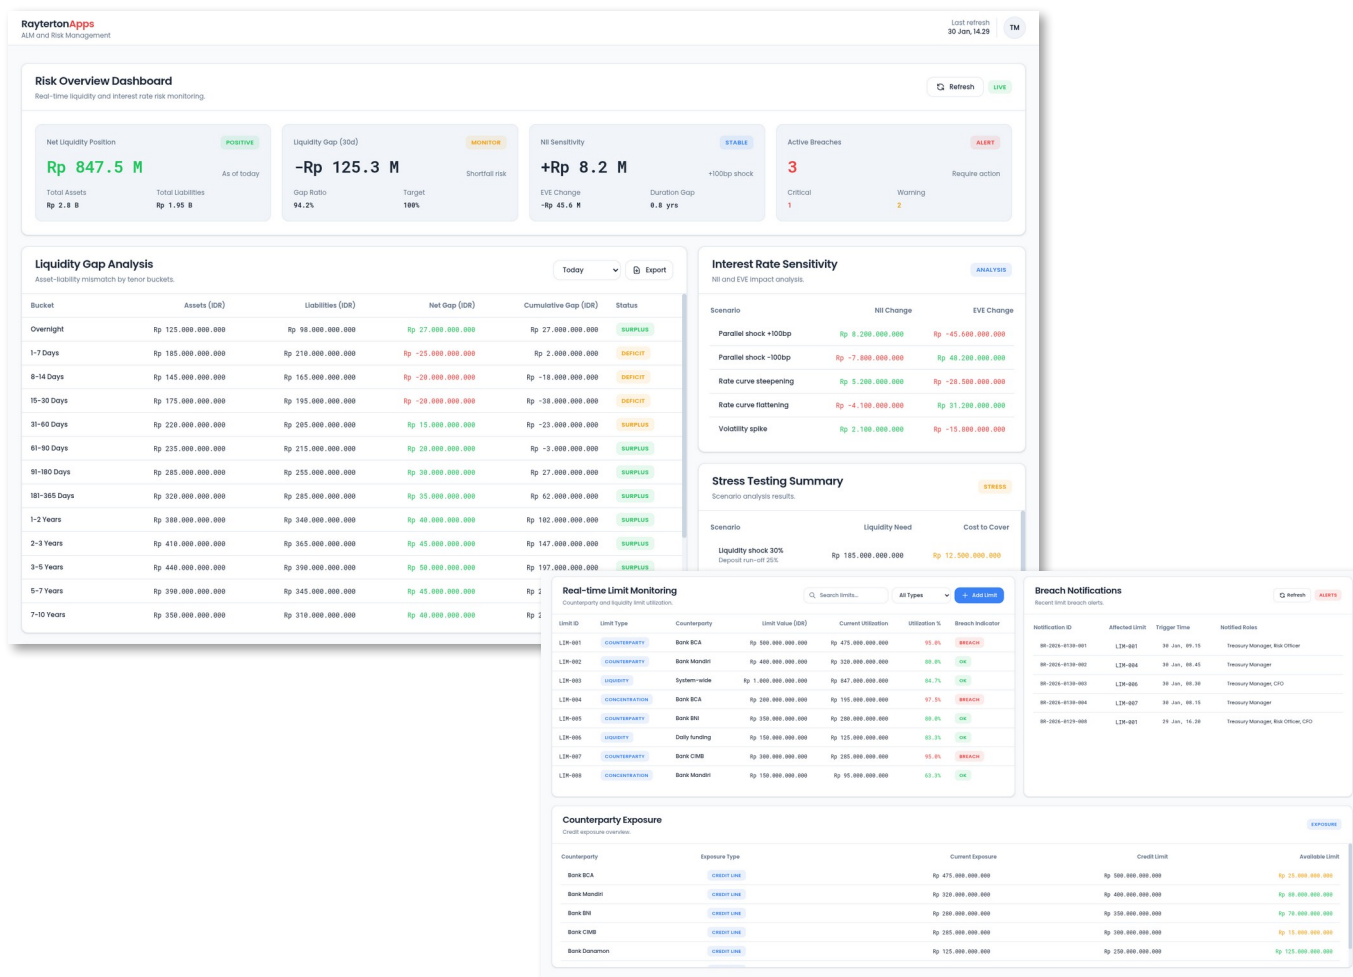 RaytertonApps
ALM and Risk Management
Last refresh
30 Jan, 14.29
TM
Risk Overview Dashboard
Real-time liquidity and interest rate risk monitoring.
Refresh
LIVE
Net Liquidity Position POSITIVE
Rp 847.5 M As of today
Total Assets Total Liabilities
Rp 2.8 B Rp 1.95 B
Liquidity Gap (30d) MONITOR
-Rp 125.3 M Shortfall risk
Gap Ratio Target
94.2% 100%
NII Sensitivity STABLE
+Rp 8.2 M +100bp shock
EVE Change Duration Gap
-Rp 45.6 M 0.8 yrs
Active Breaches ALERT
3 Require action
Critical Warning
1 2
Liquidity Gap Analysis
Asset-liability mismatch by tenor buckets.
Today Export
Bucket Assets (IDR) Liabilities (IDR) Net Gap (IDR) Cumulative Gap (IDR) Status
Overnight Rp 125.000.000.000 Rp 98.000.000.000 Rp 27.000.000.000 Rp 27.000.000.000 SURPLUS
1-7 Days Rp 185.000.000.000 Rp 210.000.000.000 Rp -25.000.000.000 Rp 2.000.000.000 DEFICIT
8-14 Days Rp 145.000.000.000 Rp 165.000.000.000 Rp -20.000.000.000 Rp -18.000.000.000 DEFICIT
15-30 Days Rp 175.000.000.000 Rp 195.000.000.000 Rp -20.000.000.000 Rp -38.000.000.000 DEFICIT
31-60 Days Rp 220.000.000.000 Rp 205.000.000.000 Rp 15.000.000.000 Rp -23.000.000.000 SURPLUS
61-90 Days Rp 235.000.000.000 Rp 215.000.000.000 Rp 20.000.000.000 Rp -3.000.000.000 SURPLUS
91-180 Days Rp 285.000.000.000 Rp 255.000.000.000 Rp 30.000.000.000 Rp 27.000.000.000 SURPLUS
181-365 Days Rp 320.000.000.000 Rp 285.000.000.000 Rp 35.000.000.000 Rp 62.000.000.000 SURPLUS
1-2 Years Rp 380.000.000.000 Rp 340.000.000.000 Rp 40.000.000.000 Rp 102.000.000.000 SURPLUS
2-3 Years Rp 410.000.000.000 Rp 365.000.000.000 Rp 45.000.000.000 Rp 147.000.000.000 SURPLUS
3-5 Years Rp 440.000.000.000 Rp 390.000.000.000 Rp 50.000.000.000 Rp 197.000.000.000 SURPLUS
5-7 Years Rp 390.000.000.000 Rp 345.000.000.000 Rp 45.000.000.000 Rp 2
7-10 Years Rp 350.000.000.000 Rp 310.000.000.000 Rp 40.000.000.000 Rp 2
Interest Rate Sensitivity
NII and EVE impact analysis.
ANALYSIS
Scenario NII Change EVE Change
Parallel shock +100bp Rp 8.200.000.000 Rp -45.600.000.000
Parallel shock -100bp Rp -7.800.000.000 Rp 48.200.000.000
Rate curve steepening Rp 5.200.000.000 Rp -28.500.000.000
Rate curve flattening Rp -4.100.000.000 Rp 31.200.000.000
Volatility spike Rp 2.100.000.000 Rp -15.800.000.000
Stress Testing Summary
Scenario analysis results.
STRESS
Scenario Liquidity Need Cost to Cover
Liquidity shock 30% Rp 185.000.000.000 Rp 12.500.000.000
Deposit run-off 25%
Real-time Limit Monitoring
Counterparty and liquidity limit utilization.
Search limits... All Types + Add Limit
Limit ID Limit Type Counterparty Limit Value (IDR) Current Utilization Utilization % Breach Indicator
LIM-001 COUNTERPARTY Bank BCA Rp 500.000.000.000 Rp 475.000.000.000 95.0% BREACH
LIM-002 COUNTERPARTY Bank Mandiri Rp 400.000.000.000 Rp 320.000.000.000 80.0% OK
LIM-003 LIQUIDITY System-wide Rp 1.000.000.000.000 Rp 847.000.000.000 84.7% OK
LIM-004 CONCENTRATION Bank BCA Rp 200.000.000.000 Rp 195.000.000.000 97.5% BREACH
LIM-005 COUNTERPARTY Bank BNI Rp 350.000.000.000 Rp 280.000.000.000 80.0% OK
LIM-006 LIQUIDITY Daily funding Rp 150.000.000.000 Rp 125.000.000.000 83.3% OK
LIM-007 COUNTERPARTY Bank CIMB Rp 300.000.000.000 Rp 285.000.000.000 95.0% BREACH
LIM-008 CONCENTRATION Bank Mandiri Rp 150.000.000.000 Rp 95.000.000.000 63.3% OK
Breach Notifications
Recent limit breach alerts.
Refresh ALERTS
Notification ID Affected Limit Trigger Time Notified Roles
BR-2026-0130-001 LIM-001 30 Jan, 09.15 Treasury Manager, Risk Officer
BR-2026-0130-002 LIM-004 30 Jan, 08.45 Treasury Manager
BR-2026-0130-003 LIM-006 30 Jan, 08.30 Treasury Manager, CFO
BR-2026-0130-004 LIM-007 30 Jan, 08.15 Treasury Manager
BR-2026-0129-008 LIM-001 29 Jan, 16.20 Treasury Manager, Risk Officer, CFO
Counterparty Exposure
Credit exposure overview.
EXPOSURE
Counterparty Exposure Type Current Exposure Credit Limit Available Limit
Bank BCA CREDIT LINE Rp 475.000.000.000 Rp 500.000.000.000 Rp 25.000.000.000
Bank Mandiri CREDIT LINE Rp 320.000.000.000 Rp 400.000.000.000 Rp 80.000.000.000
Bank BNI CREDIT LINE Rp 280.000.000.000 Rp 350.000.000.000 Rp 70.000.000.000
Bank CIMB CREDIT LINE Rp 285.000.000.000 Rp 300.000.000.000 Rp 15.000.000.000
Bank Danamon CREDIT LINE Rp 125.000.000.000 Rp 250.000.000.000 Rp 125.000.000.000